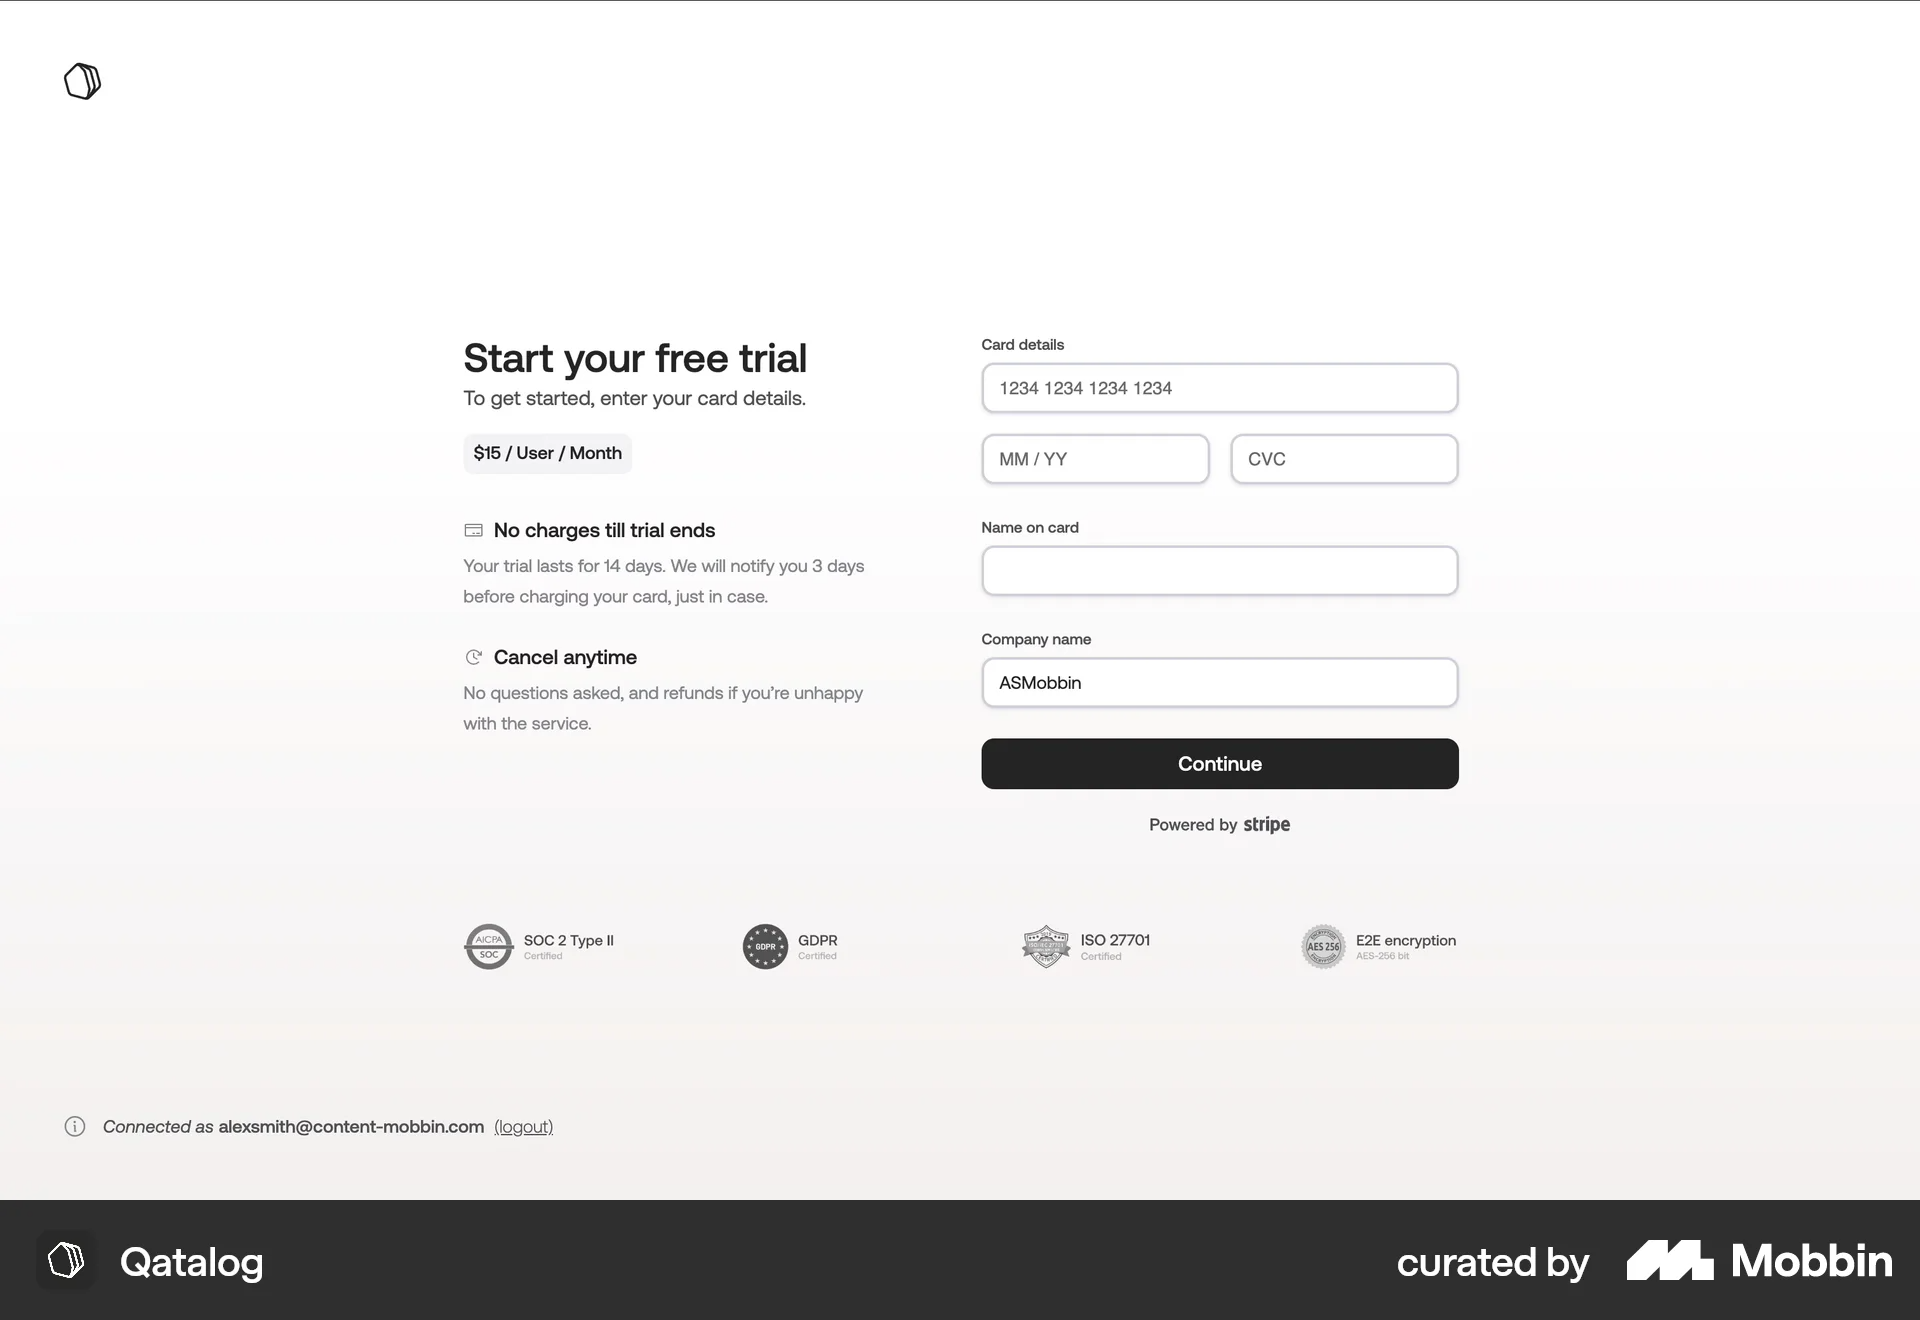 Start your free trial
To get started, enter your card details.
$15 / User / Month
No charges till trial ends
Your trial lasts for 14 days. We will notify you 3 days
before charging your card, just in case.
Cancel anytime
No questions asked, and refunds if you’re unhappy
with the service.
Card details
1234 1234 1234 1234
MM / YY
CVC
Name on card
Company name
ASMobbin
Continue
Powered by stripe
AICPA
SOC
SOC 2 Type II
Certified
GDPR
GDPR
Certified
ISO 27701
Certified
AES 256
E2E encryption
AES-256 bit
Connected as alexsmith@content-mobbin.com (logout)
Qatalog
curated by Mobbin